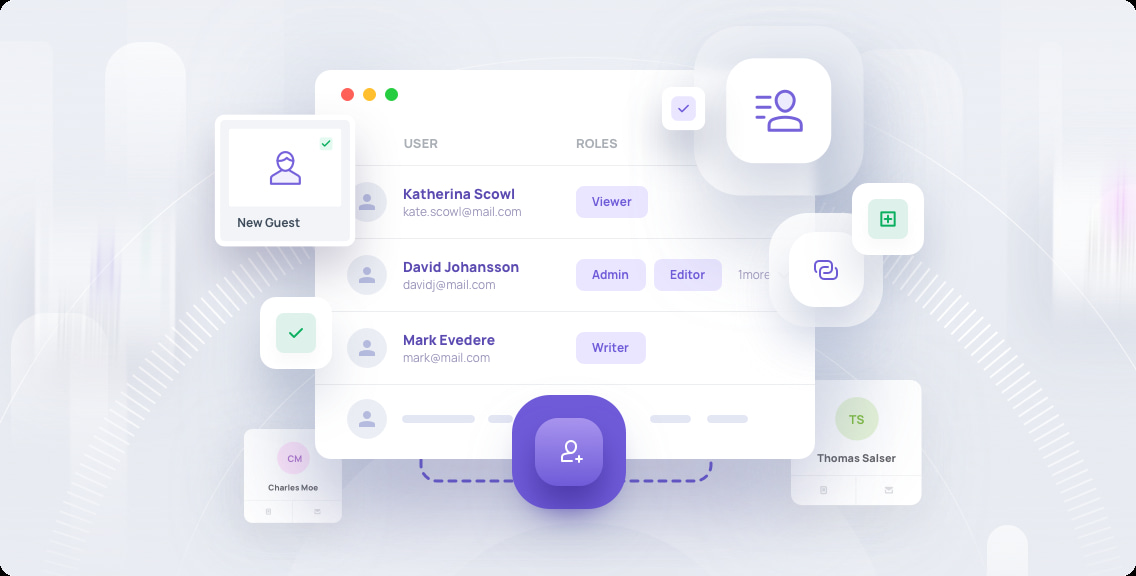 USER ROLES
New Guest
Katherina Scowl
kate.scowl@mail.com
Viewer
David Johansson
davidj@mail.com
Admin Editor 1more
Mark Evedere
mark@mail.com
Writer
CM
Charles Moe
TS
Thomas Salser